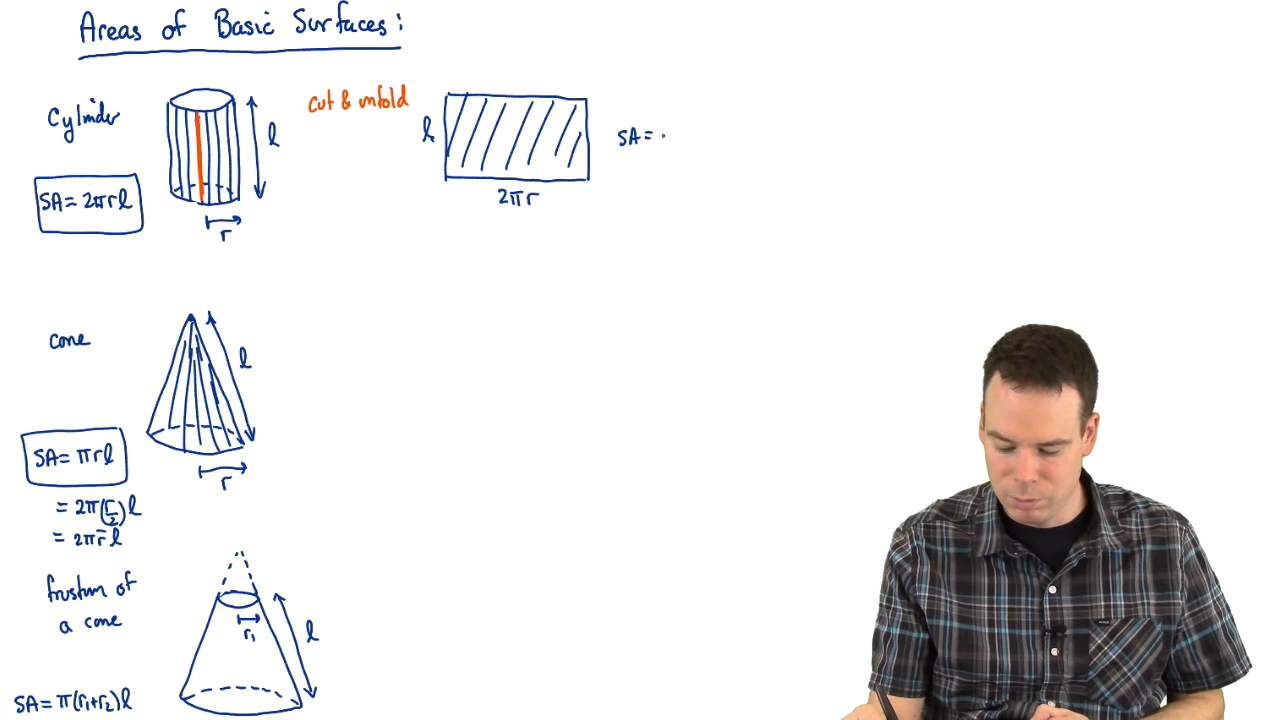 Areas of Basic Surfaces:
Cylinder
l
cut & unfold
l
SA = 
SA = 2πrl
2πr
r
cone
l
SA = πrl
r
= 2π(r/2)l
= 2πr̄l
frustum of
a cone
r₁
l
SA = π(r₁+r₂)l